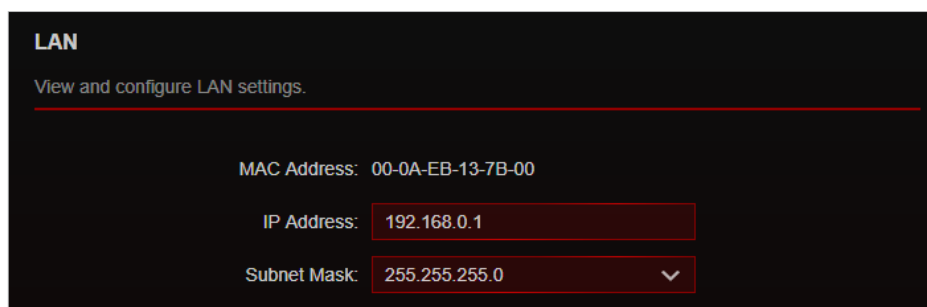 LAN
View and configure LAN settings.
MAC Address: 00-0A-EB-13-7B-00
IP Address: 192.168.0.1
Subnet Mask: 255.255.255.0